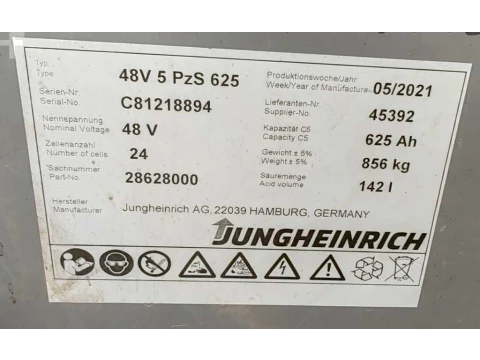 Typ
Type 48V 5 PzS 625
Produktionswoche/Jahr
Week/Year of Manufacture 05/2021
Serien-Nr
Serial-No. C81218894
Lieferanten-Nr.
Supplier-No. 45392
Nennspannung
Nominal Voltage 48 V
Kapazität C5
Capacity C5 625 Ah
Zellenanzahl
Number of cells 24
Gewicht ± 5%
Weight ± 5% 856 kg
Sachnummer
Part-No. 28628000
Säuremenge
Acid volume 142 l
Hersteller
Manufacturer Jungheinrich AG, 22039 HAMBURG, GERMANY
JUNGHEINRICH
Pb